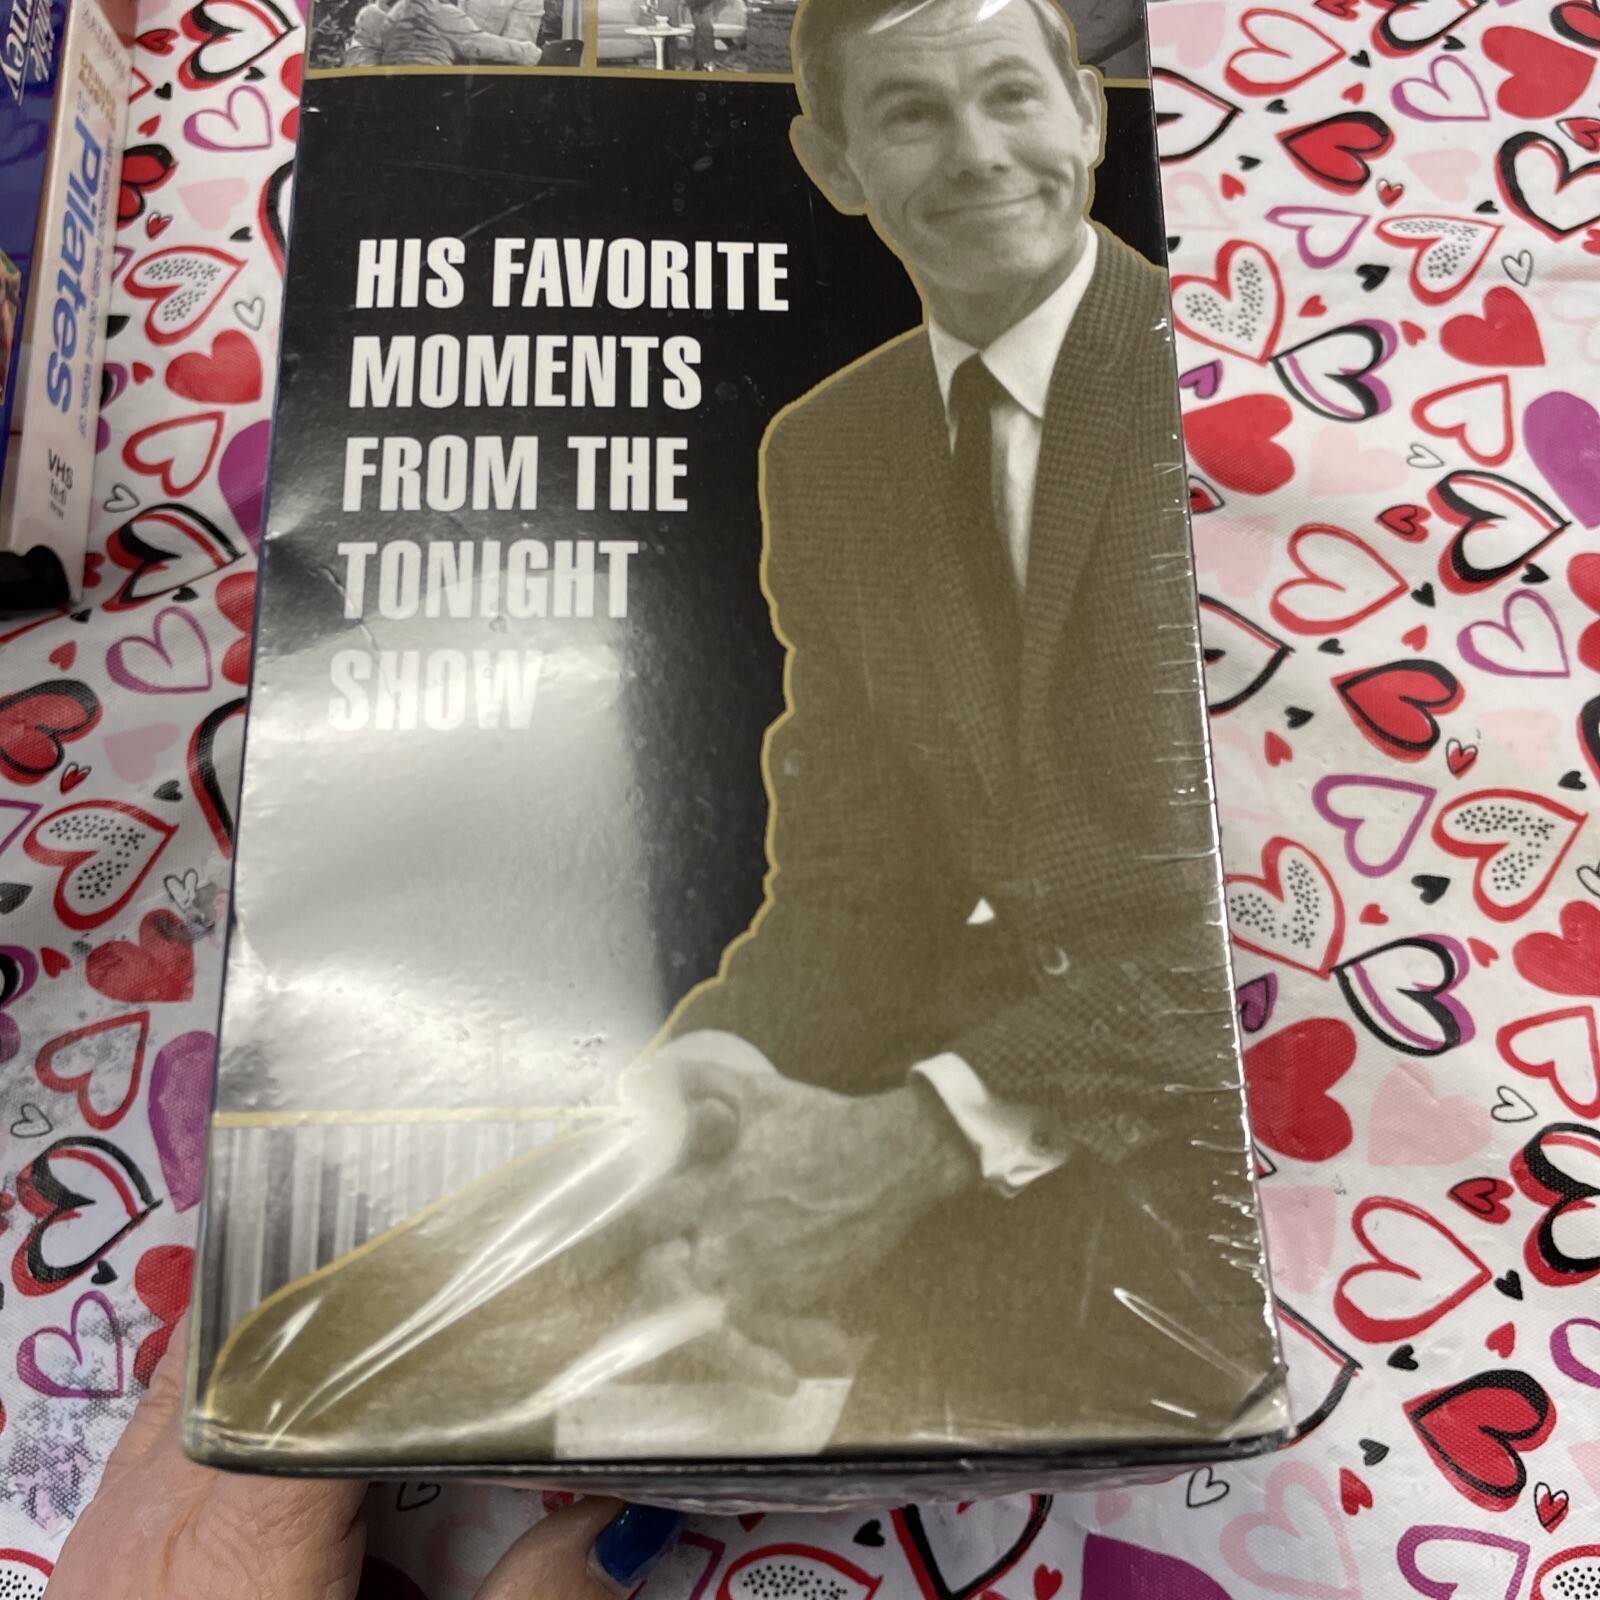 HIS FAVORITE
MOMENTS
FROM THE
TONIGHT
SHOW
Pilates
VHS